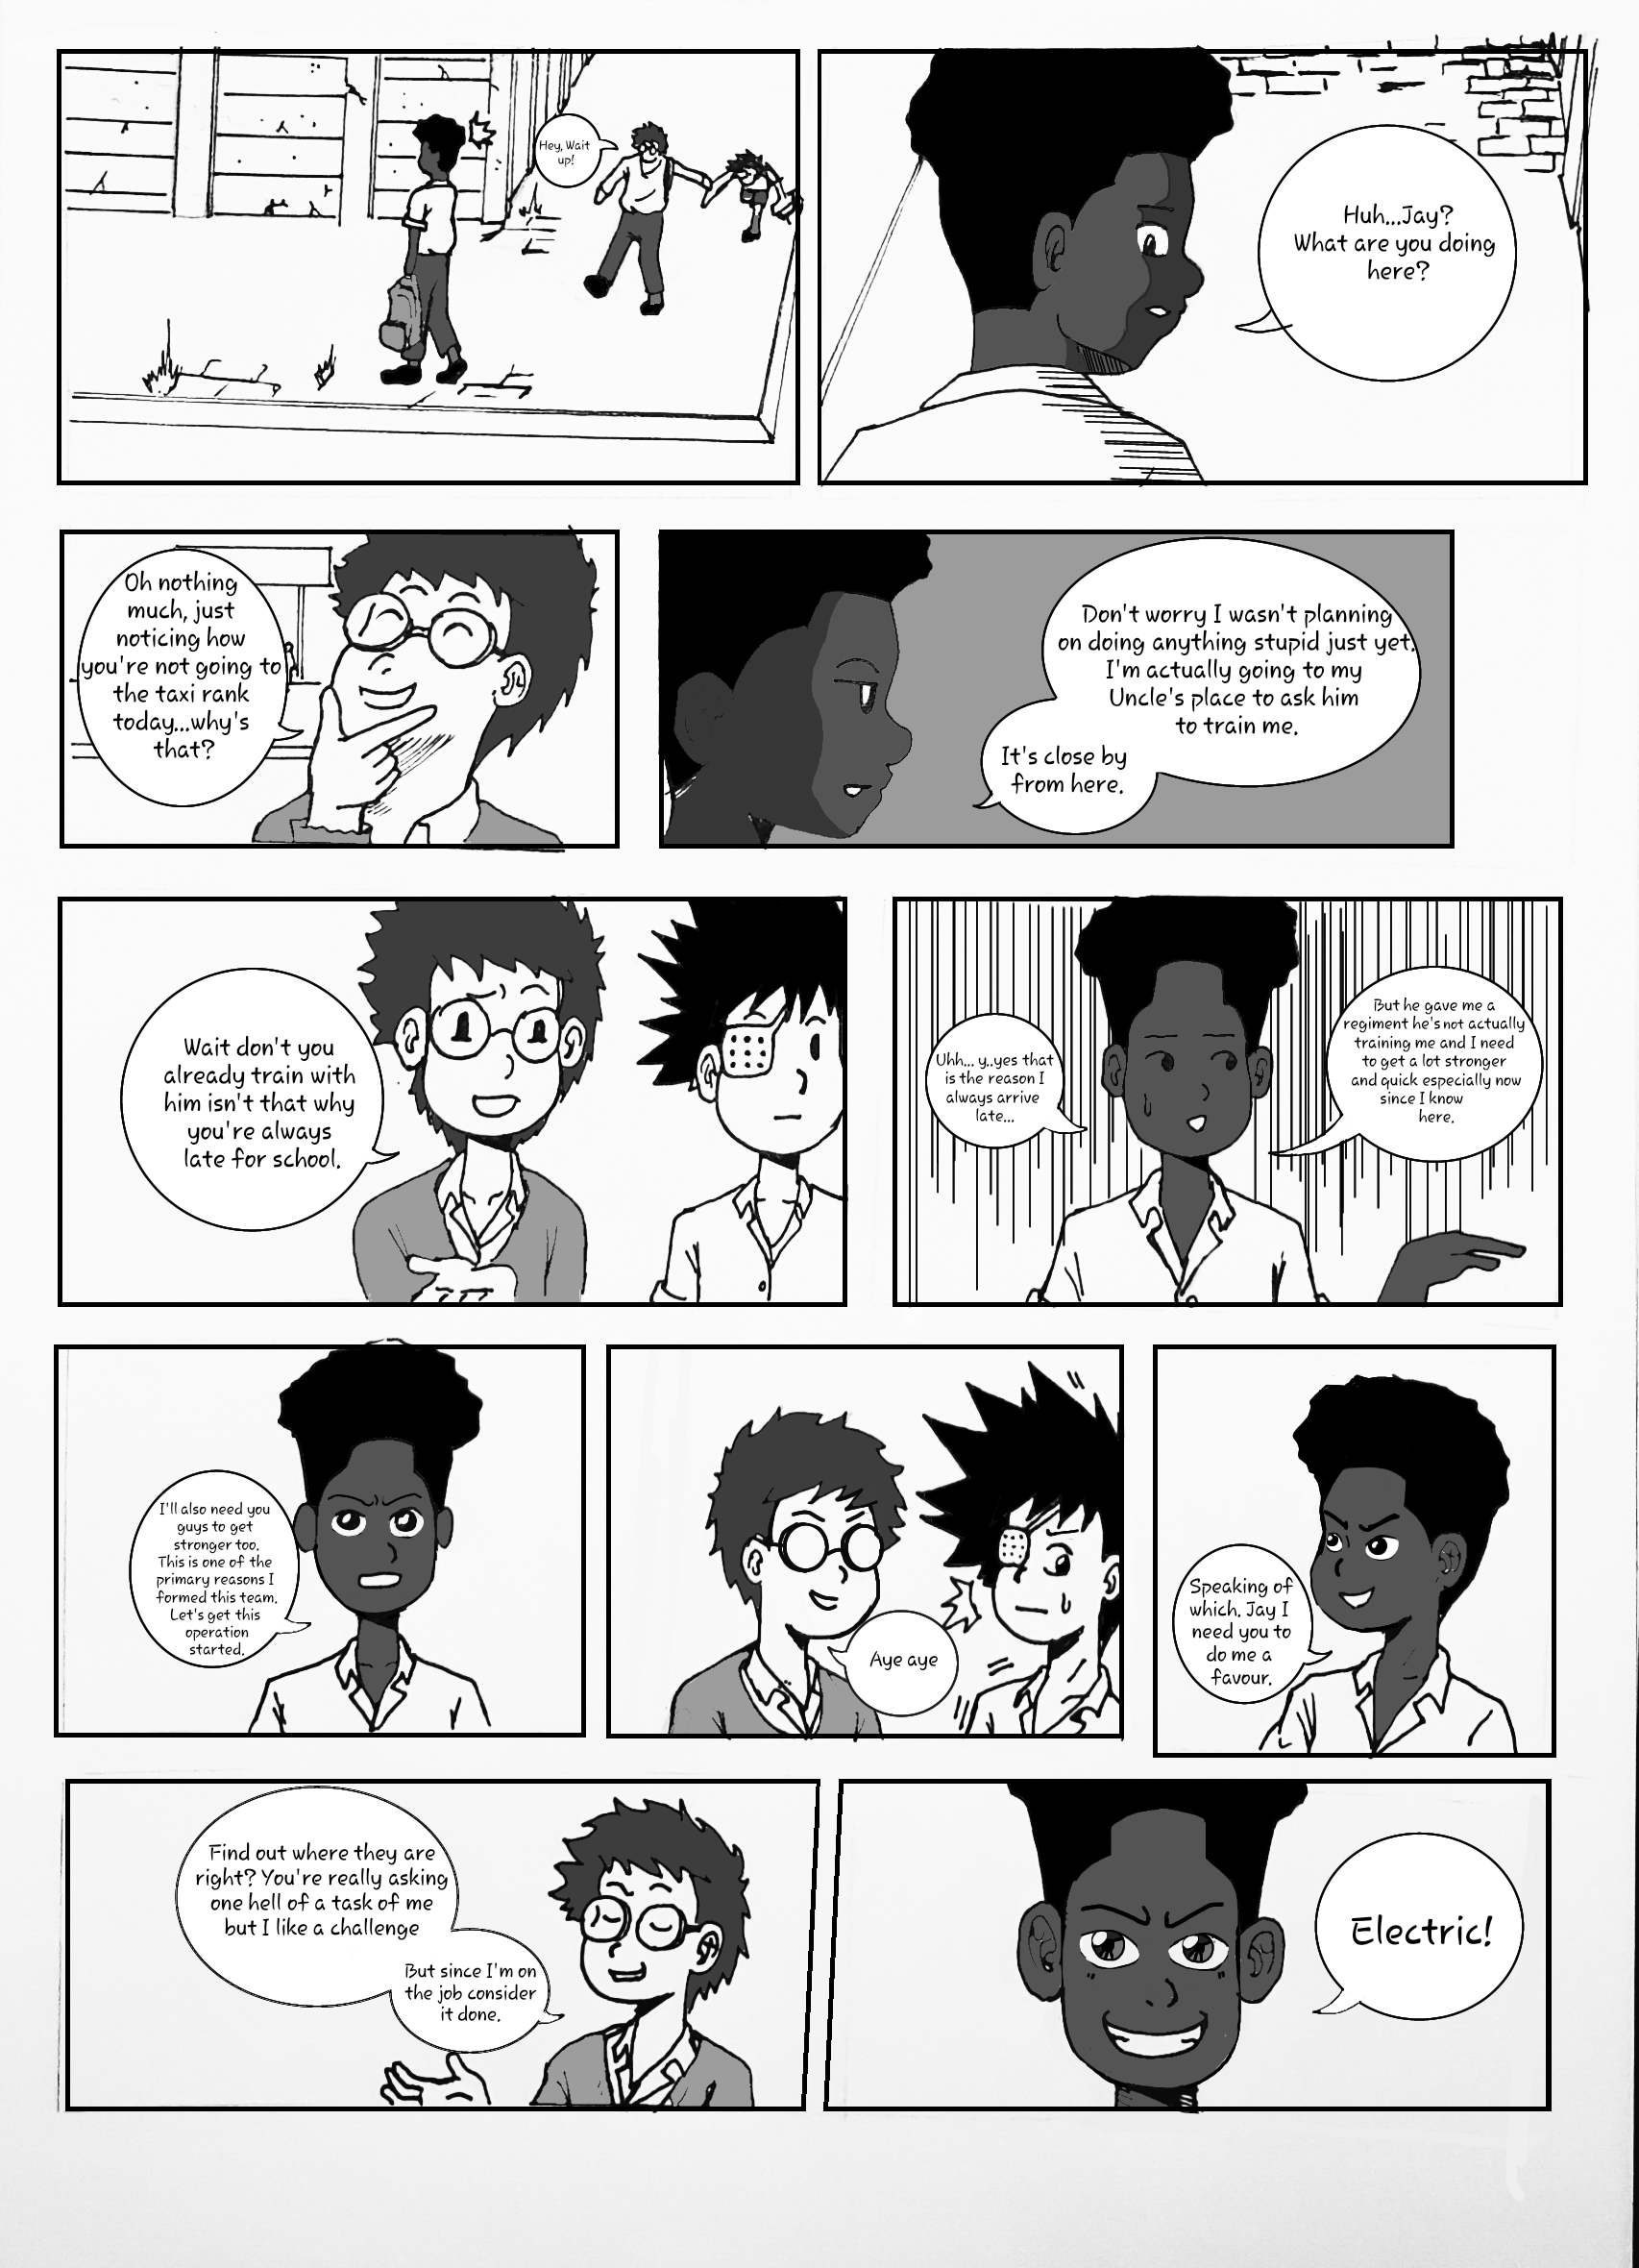 Hey, Wait
up!
Huh...Jay?
What are you doing
here?
Oh nothing
much, just
noticing how
you're not going to
the taxi rank
today...why's
that?
Don't worry I wasn't planning
on doing anything stupid just yet.
I'm actually going to my
Uncle's place to ask him
to train me.
It's close by
from here.
Wait don't you
already train with
him isn't that why
you're always
late for school.
Uhh... y..yes that
is the reason I
always arrive
late...
But he gave me a
regiment he's not actually
training me and I need
to get a lot stronger
and quick especially now
since I know
here.
I'll also need you
guys to get
stronger too.
This is one of the
primary reasons I
formed this team.
Let's get this
operation
started.
Aye aye
Speaking of
which. Jay I
need you to
do me a
favour.
Find out where they are
right? You're really asking
one hell of a task of me
but I like a challenge
But since I'm on
the job consider
it done.
Electric!